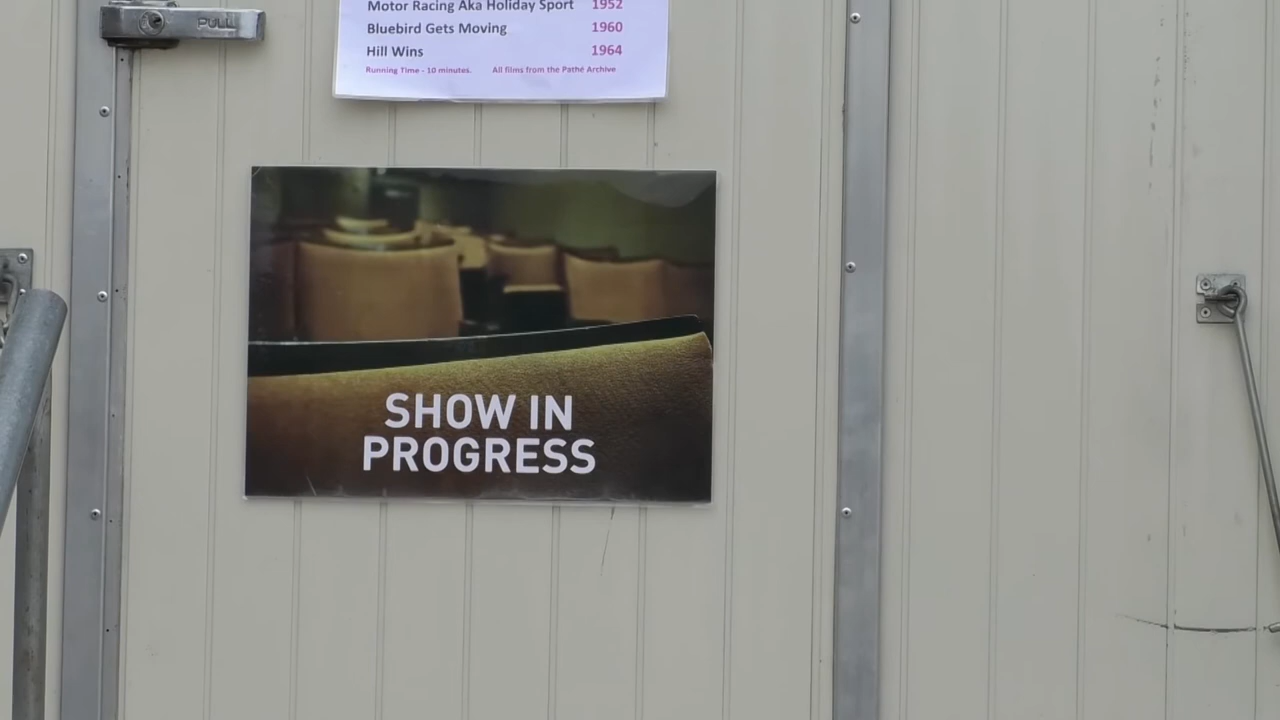 PULL
Motor Racing Aka Holiday Sport 1952
Bluebird Gets Moving 1960
Hill Wins 1964
Running Time - 10 minutes. All films from the Pathé Archive
SHOW IN
PROGRESS